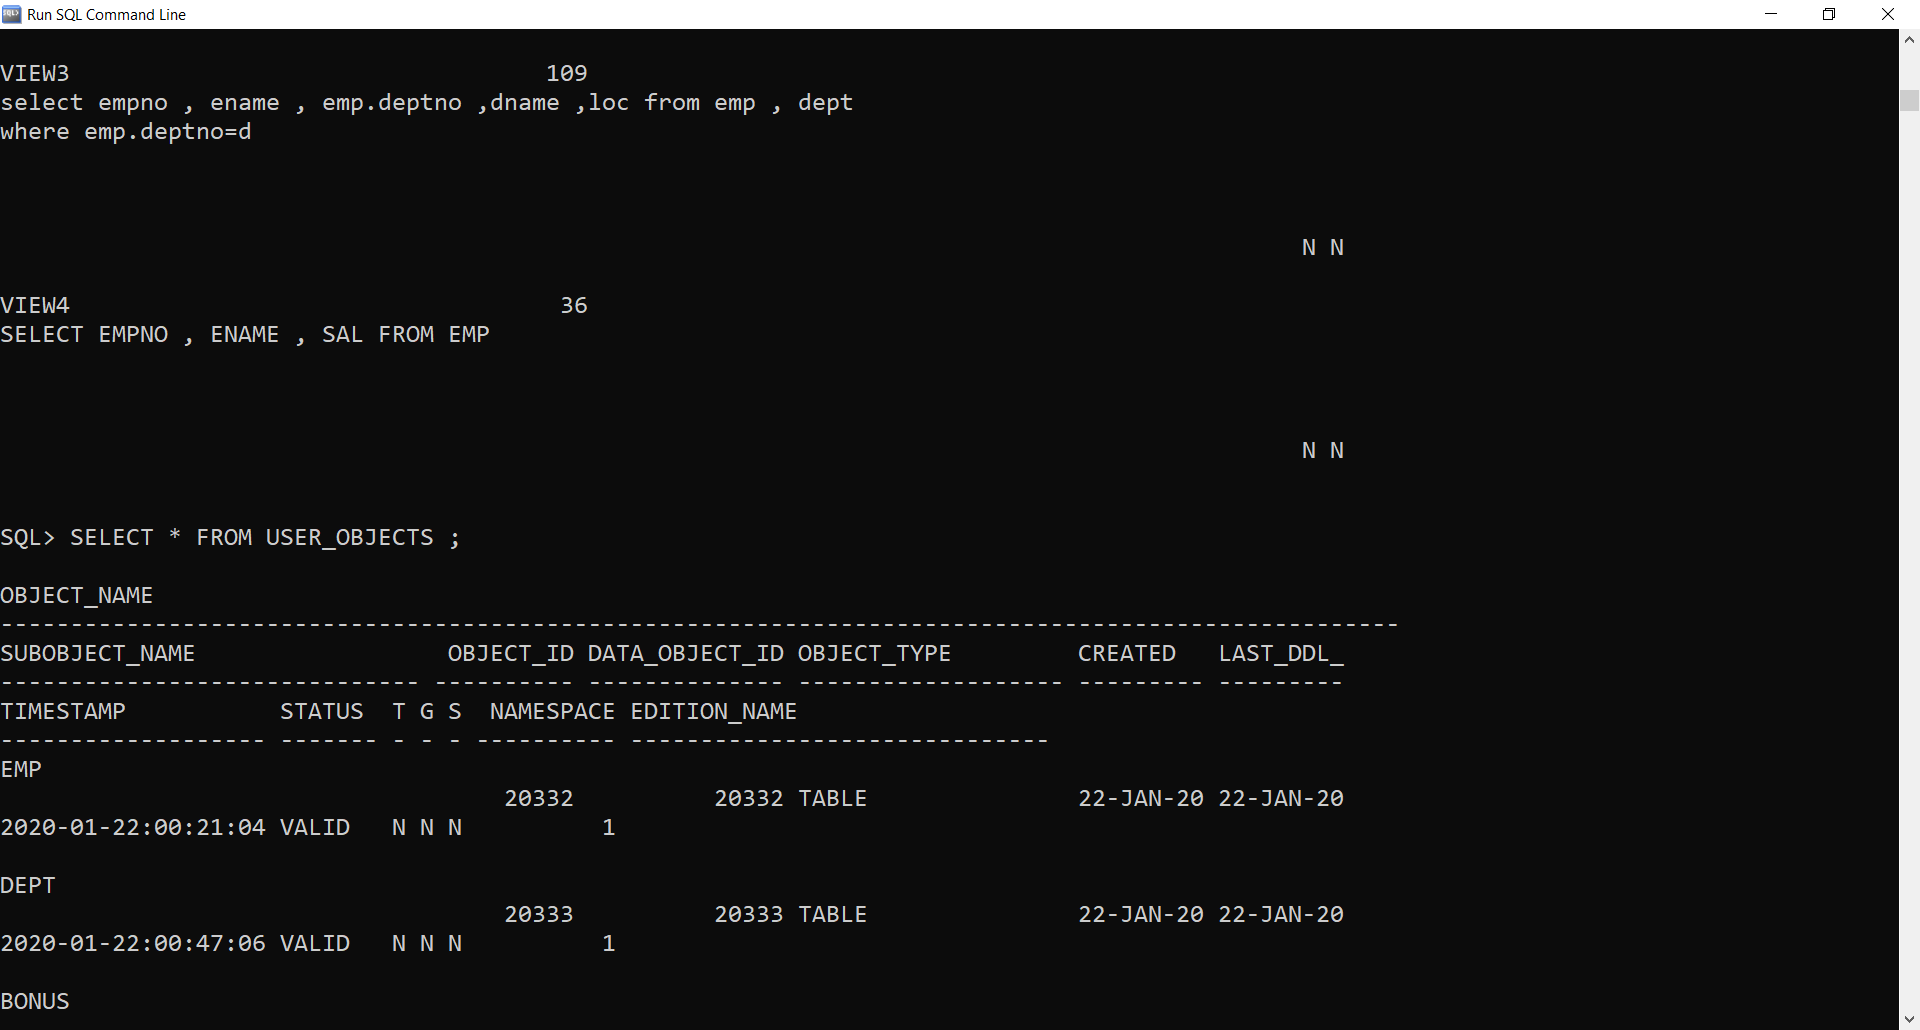 Run SQL Command Line
VIEW3                                  109
select empno , ename , emp.deptno ,dname ,loc from emp , dept
where emp.deptno=d
N N
VIEW4                                   36
SELECT EMPNO , ENAME , SAL FROM EMP
N N
SQL> SELECT * FROM USER_OBJECTS ;
OBJECT_NAME
----------------------------------------------------------------------------------------------------
SUBOBJECT_NAME                  OBJECT_ID DATA_OBJECT_ID OBJECT_TYPE         CREATED   LAST_DDL_
------------------------------ ---------- -------------- ------------------- --------- ---------
TIMESTAMP           STATUS  T G S  NAMESPACE EDITION_NAME
------------------- ------- - - - ---------- ------------------------------
EMP
                                    20332          20332 TABLE               22-JAN-20 22-JAN-20
2020-01-22:00:21:04 VALID   N N N          1
DEPT
                                    20333          20333 TABLE               22-JAN-20 22-JAN-20
2020-01-22:00:47:06 VALID   N N N          1
BONUS